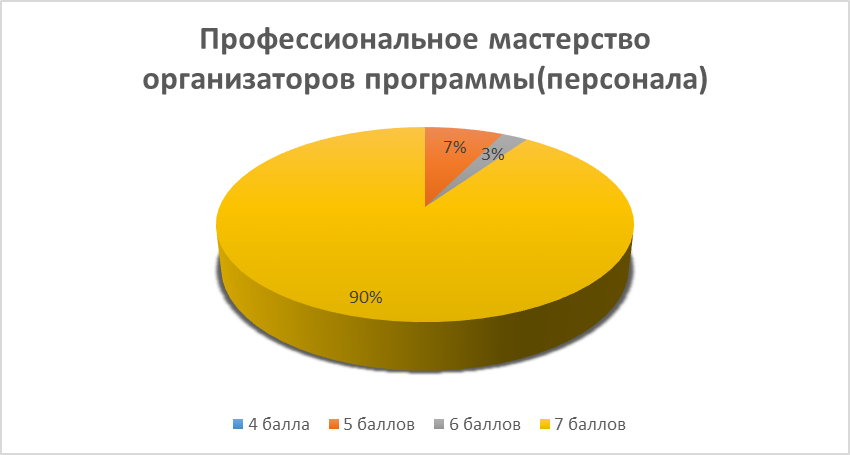 Профессиональное мастерство
организаторов программы(персонала)
7%
3%
90%
4 балла 5 баллов 6 баллов 7 баллов